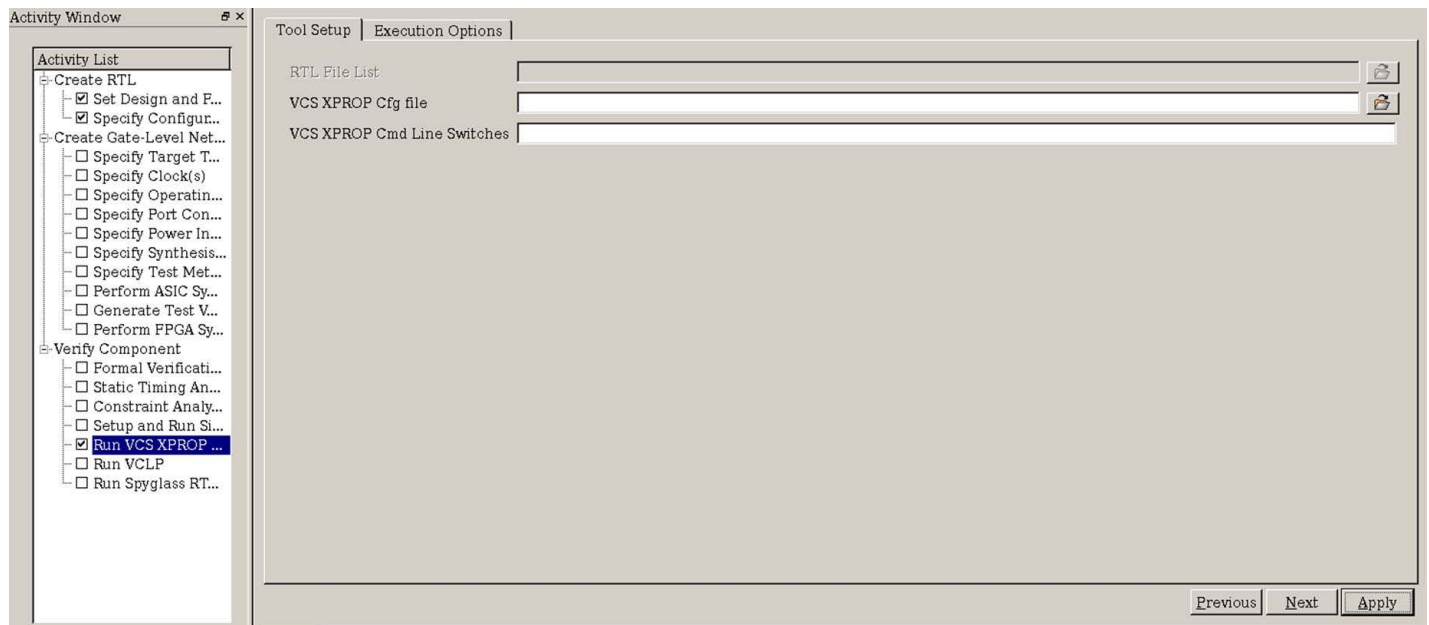 Activity Window
Activity List
Create RTL
Set Design and F...
Specify Configur...
Create Gate-Level Net...
Specify Target T...
Specify Clock(s)
Specify Operatin...
Specify Port Con...
Specify Power In...
Specify Synthesis...
Specify Test Met...
Perform ASIC Sy...
Generate Test V...
Perform FPGA Sy...
Verify Component
Formal Verificati...
Static Timing An...
Constraint Analy...
Setup and Run Si...
Run VCS XPROP ...
Run VCLP
Run Spyglass RT...
Tool Setup Execution Options
RTL File List
VCS XPROP Cfg file
VCS XPROP Cmd Line Switches
Previous Next Apply